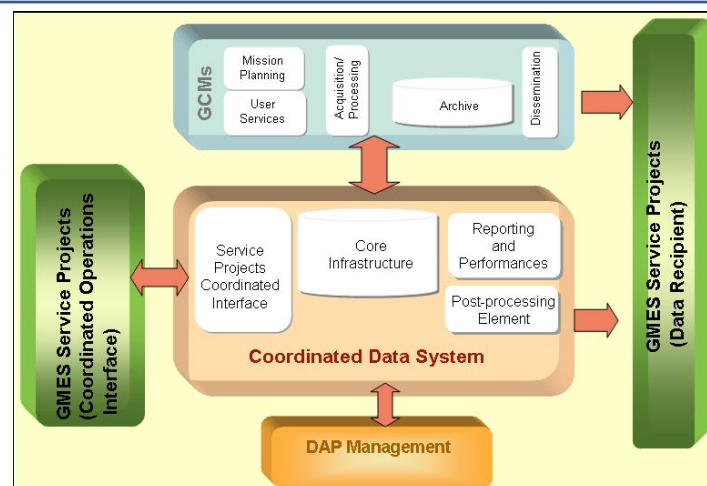 GCMs
Mission
Planning
User
Services
Acquisition/
Processing
Archive
Dissemination
GMES Service Projects
(Coordinated Operations
Interface)
Service
Projects
Coordinated
Interface
Core
Infrastructure
Reporting
and
Performances
Post-processing
Element
Coordinated Data System
GMES Service Projects
(Data Recipient)
DAP Management